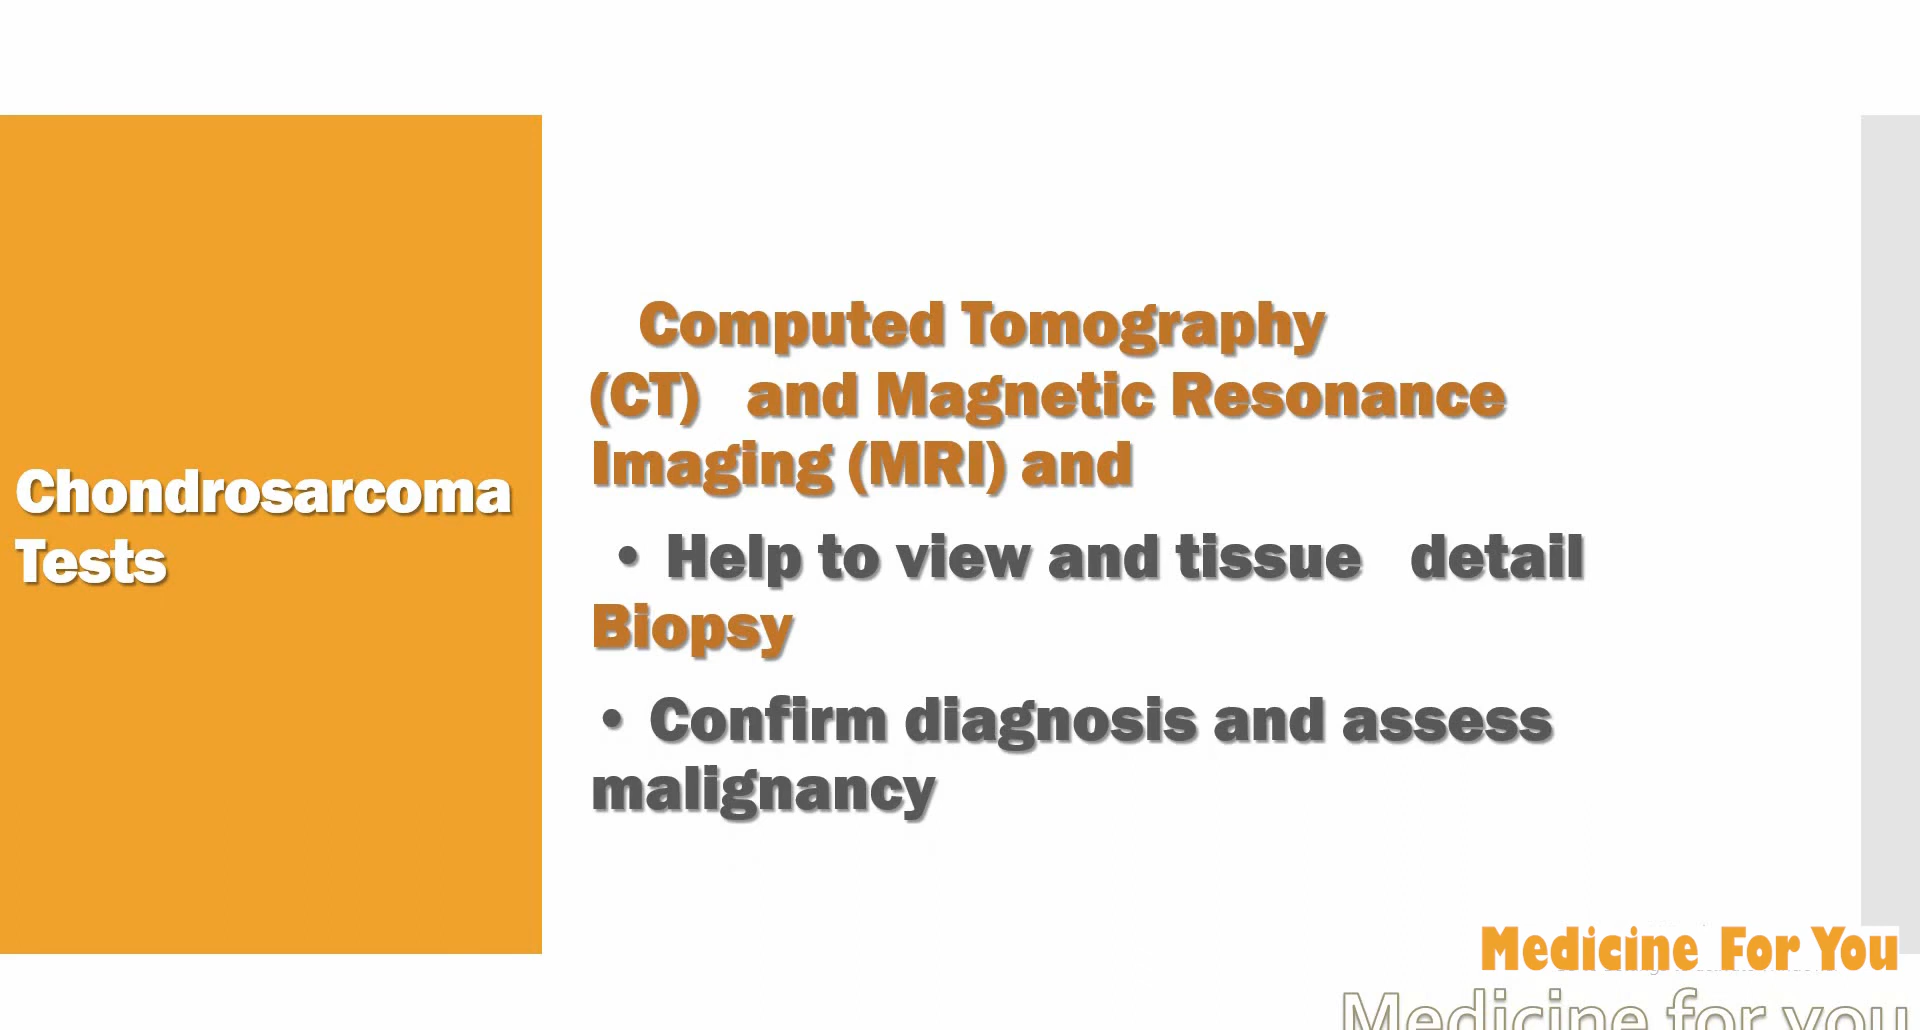 Chondrosarcoma
Tests
Computed Tomography
(CT) and Magnetic Resonance
Imaging (MRI) and
• Help to view and tissue detail
Biopsy
• Confirm diagnosis and assess
malignancy
Medicine For You
Medicine for you